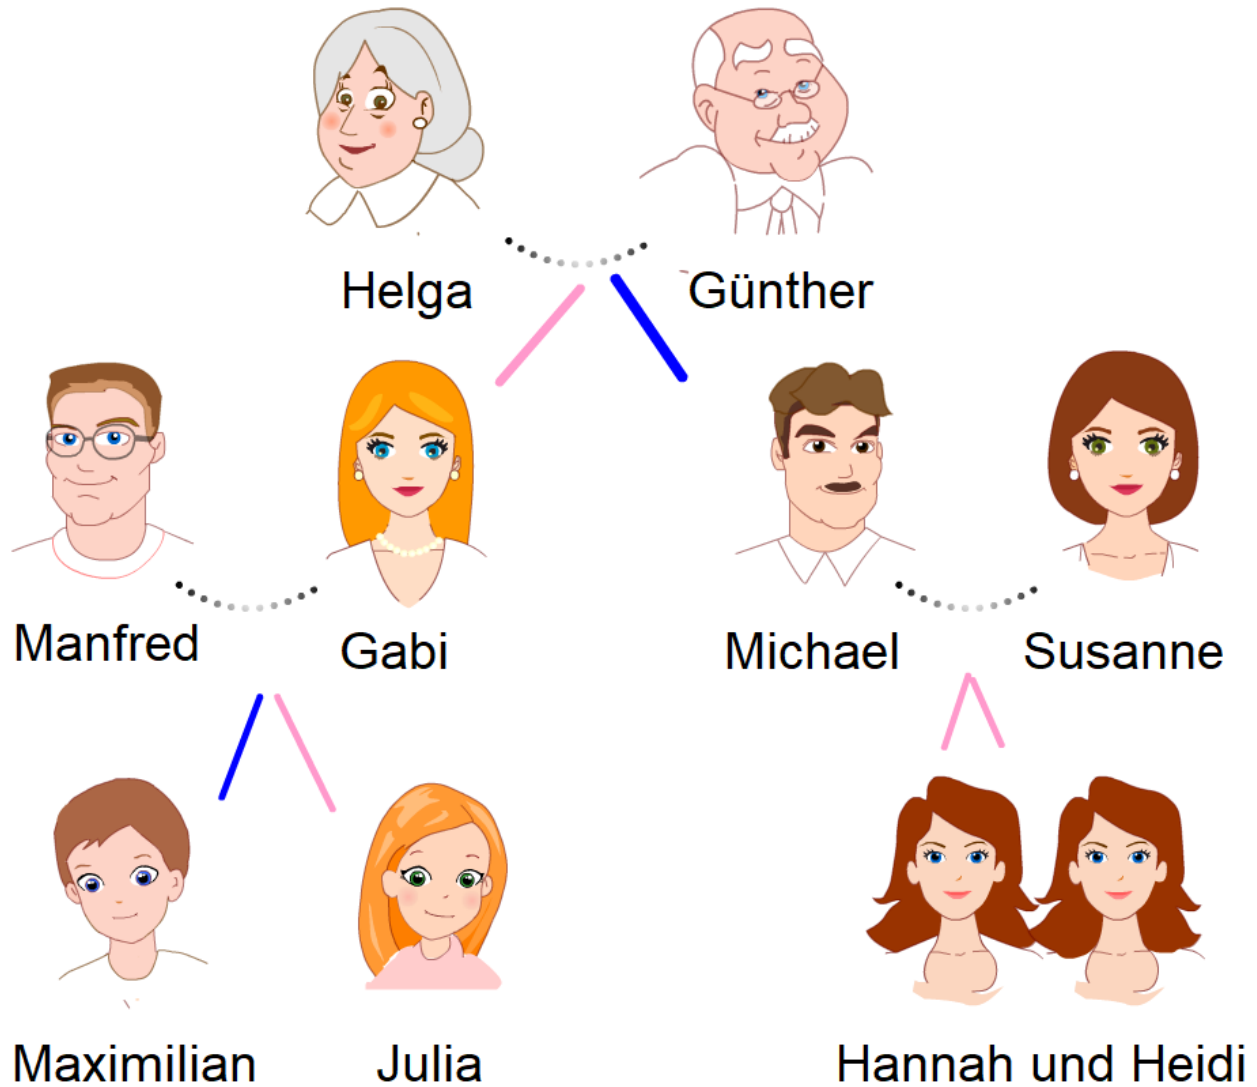 Helga
Günther
Manfred
Gabi
Michael
Susanne
Maximilian
Julia
Hannah und Heidi